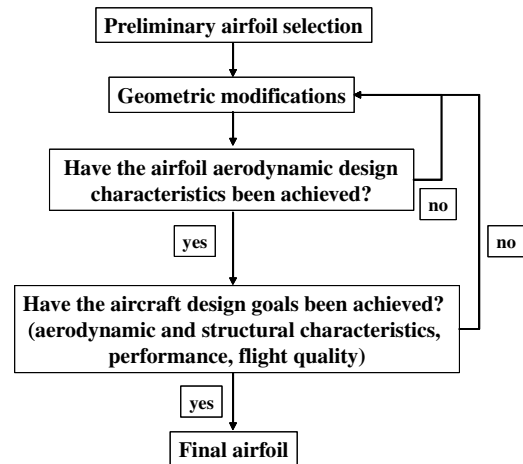 Preliminary airfoil selection
Geometric modifications
Have the airfoil aerodynamic design
characteristics been achieved?
no
yes
no
Have the aircraft design goals been achieved?
(aerodynamic and structural characteristics,
performance, flight quality)
yes
Final airfoil